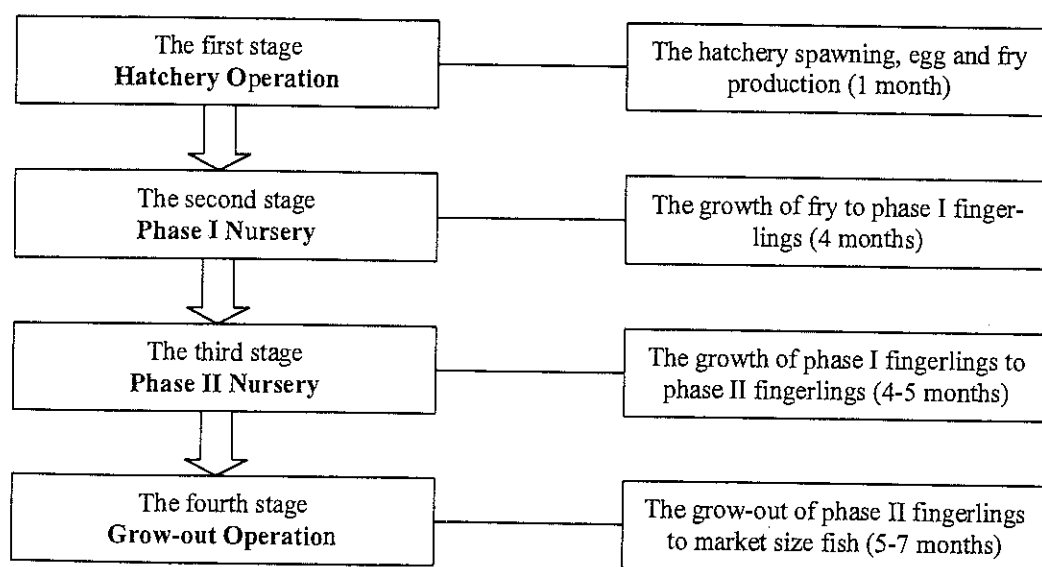 The first stage
Hatchery Operation
The hatchery spawning, egg and fry
production (1 month)
The second stage
Phase I Nursery
The growth of fry to phase I finger-
lings (4 months)
The third stage
Phase II Nursery
The growth of phase I fingerlings to
phase II fingerlings (4-5 months)
The fourth stage
Grow-out Operation
The grow-out of phase II fingerlings
to market size fish (5-7 months)